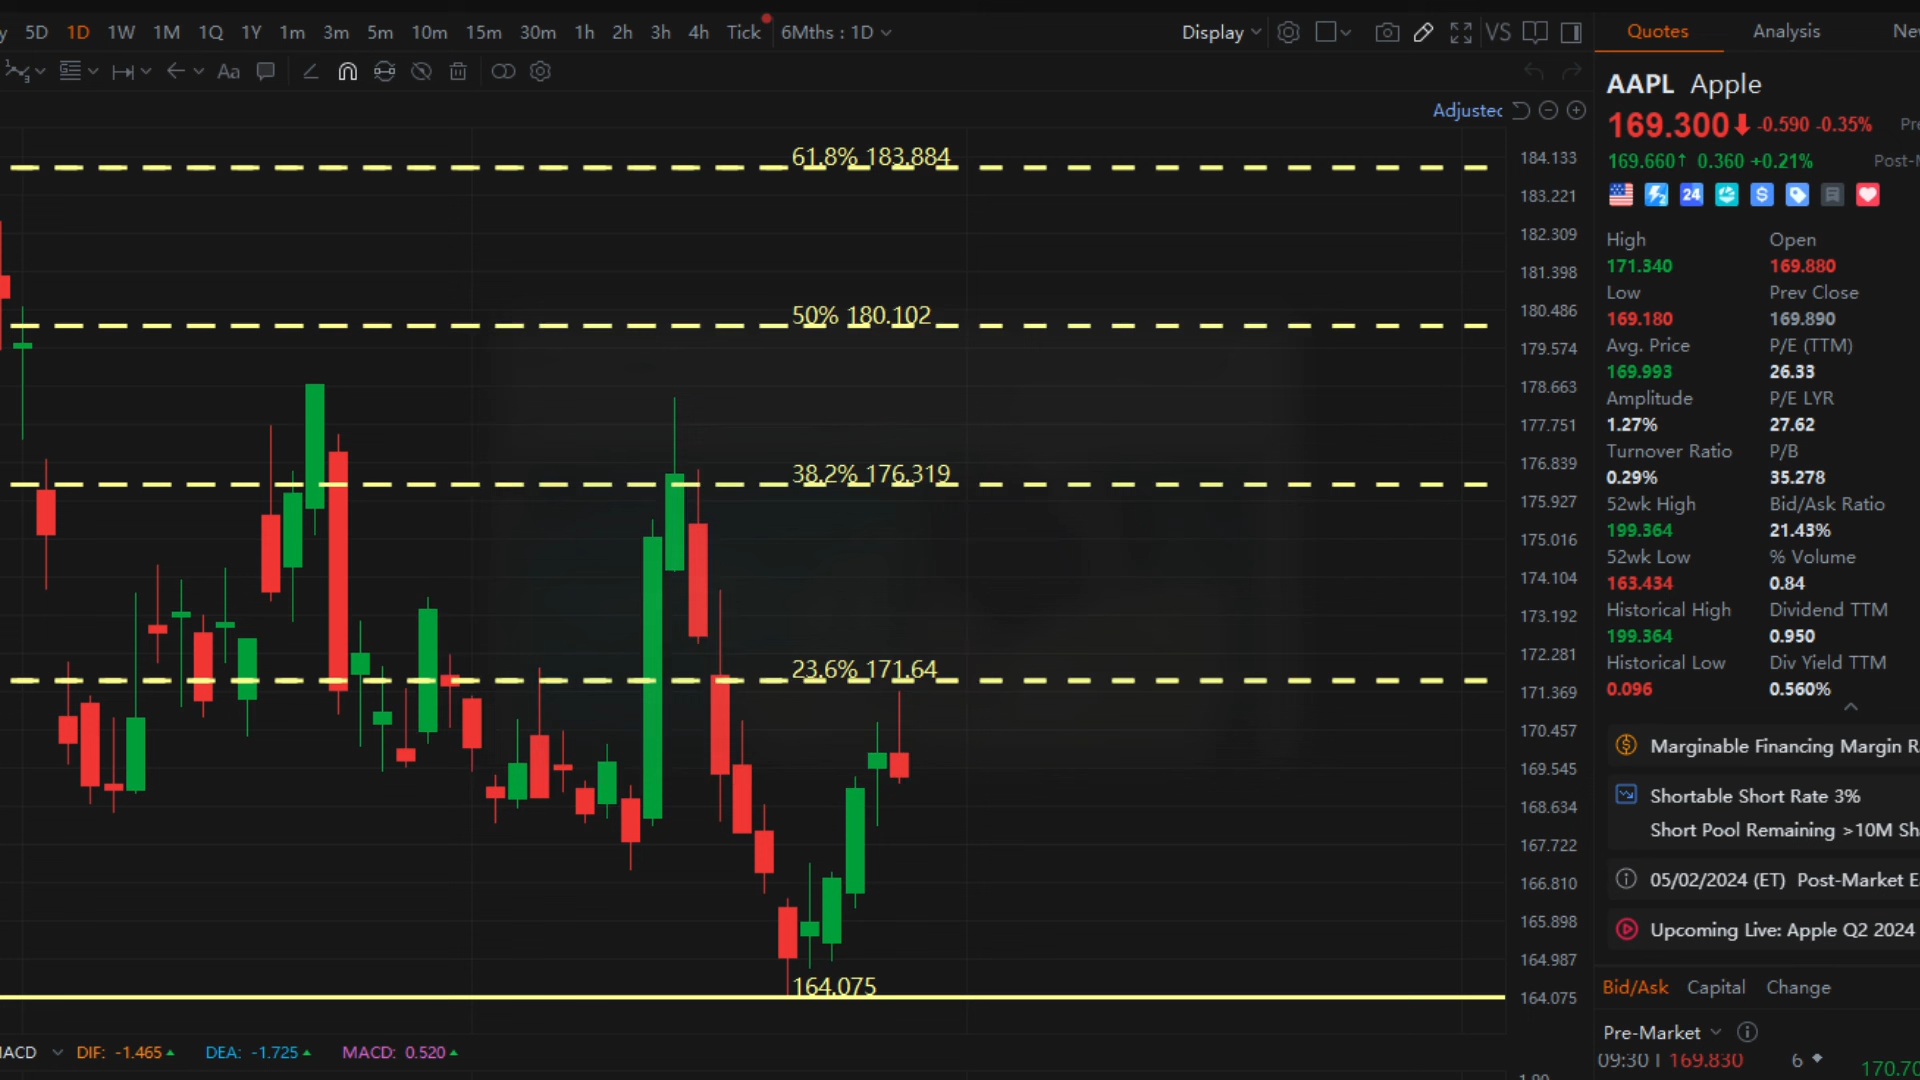 y 5D 1D 1W 1M 1Q 1Y 1m 3m 5m 10m 15m 30m 1h 2h 3h 4h Tick 6Mths : 1D Display VS
Aa
Adjusted
61.8% 183.884
50% 180.102
38.2% 176.319
23.6% 171.64
164.075
184.133
183.221
182.309
181.398
180.486
179.574
178.663
177.751
176.839
175.927
175.016
174.104
173.192
172.281
171.369
170.457
169.545
168.634
167.722
166.810
165.898
164.987
164.075
MACD DIF: -1.465 DEA: -1.725 MACD: 0.520
Quotes Analysis
AAPL Apple
169.300 -0.590 -0.35% Pre
169.660↑ 0.360 +0.21% Post-M
24
High Open
171.340 169.880
Low Prev Close
169.180 169.890
Avg. Price P/E (TTM)
169.993 26.33
Amplitude P/E LYR
1.27% 27.62
Turnover Ratio P/B
0.29% 35.278
52wk High Bid/Ask Ratio
199.364 21.43%
52wk Low % Volume
163.434 0.84
Historical High Dividend TTM
199.364 0.950
Historical Low Div Yield TTM
0.096 0.560%
Marginable Financing Margin R
Shortable Short Rate 3%
Short Pool Remaining >10M Sh
05/02/2024 (ET) Post-Market E
Upcoming Live: Apple Q2 2024
Bid/Ask Capital Change
Pre-Market
09:30 169.830 6
170.70